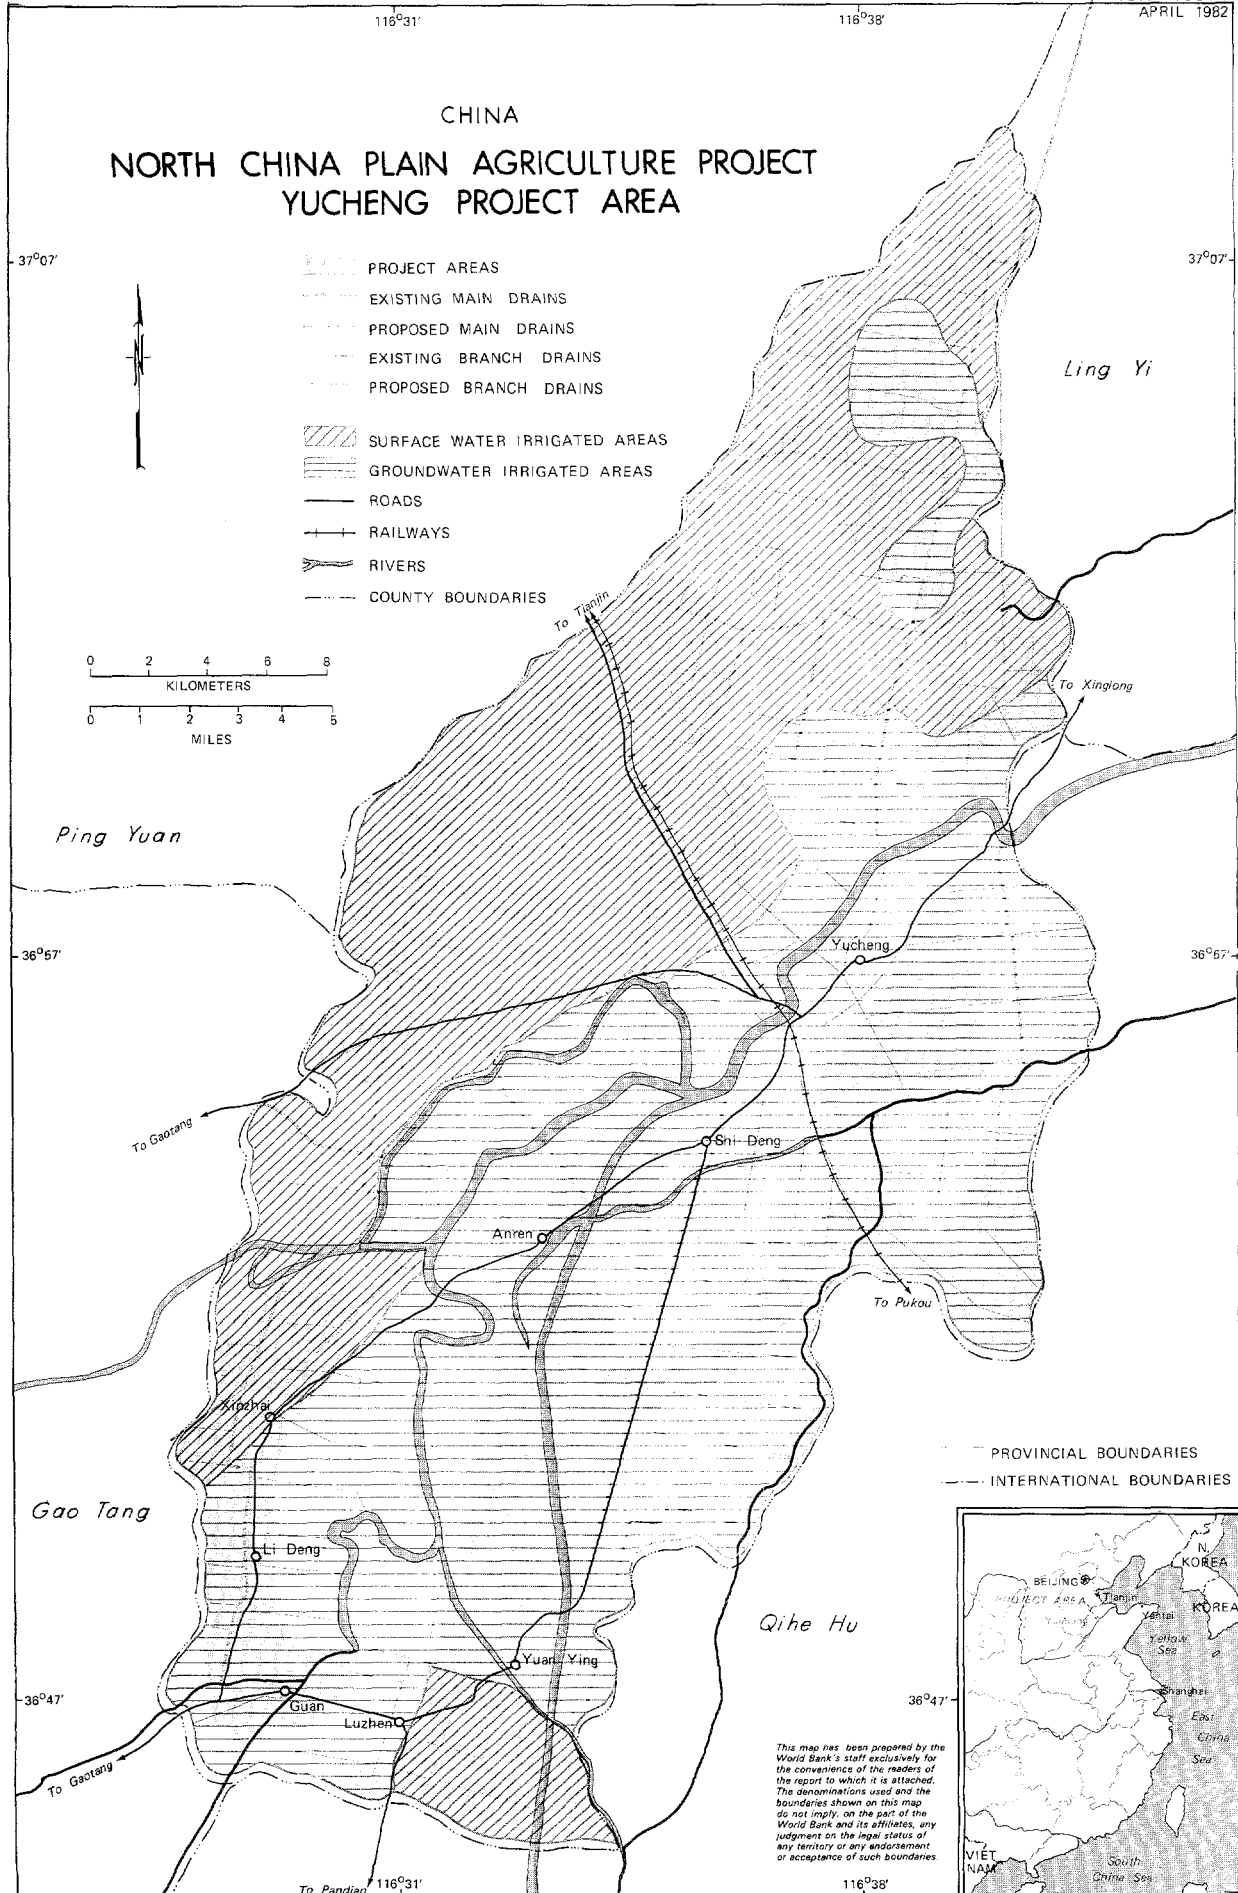 116°31'
116°38'
APRIL 1982
CHINA
NORTH CHINA PLAIN AGRICULTURE PROJECT
YUCHENG PROJECT AREA
37°07'
37°07'
PROJECT AREAS
EXISTING MAIN DRAINS
PROPOSED MAIN DRAINS
EXISTING BRANCH DRAINS
PROPOSED BRANCH DRAINS
SURFACE WATER IRRIGATED AREAS
GROUNDWATER IRRIGATED AREAS
ROADS
RAILWAYS
RIVERS
COUNTY BOUNDARIES
N
Ling Yi
To Tianjin
0 2 4 6 8
KILOMETERS
0 1 2 3 4 5
MILES
To Xinglong
Ping Yuan
36°57'
36°57'
Yucheng
To Gaotang
Shi Deng
Anren
To Pukou
Xinzhai
Gao Tang
Li Deng
Qihe Hu
Yuan Ying
Guan
Luzhen
36°47'
36°47'
To Gaotang
To Pandian
116°31'
116°38'
PROVINCIAL BOUNDARIES
INTERNATIONAL BOUNDARIES
N.
KOREA
BEIJING
PROJECT AREA
Tianjin
Yucheng
Yantai
KOREA
Yellow
Sea
Shanghai
East
China
Sea
VIET
NAM
South
China Sea
This map has been prepared by the
World Bank's staff exclusively for
the convenience of the readers of
the report to which it is attached.
The denominations used and the
boundaries shown on this map
do not imply, on the part of the
World Bank and its affiliates, any
judgment on the legal status of
any territory or any endorsement
or acceptance of such boundaries.